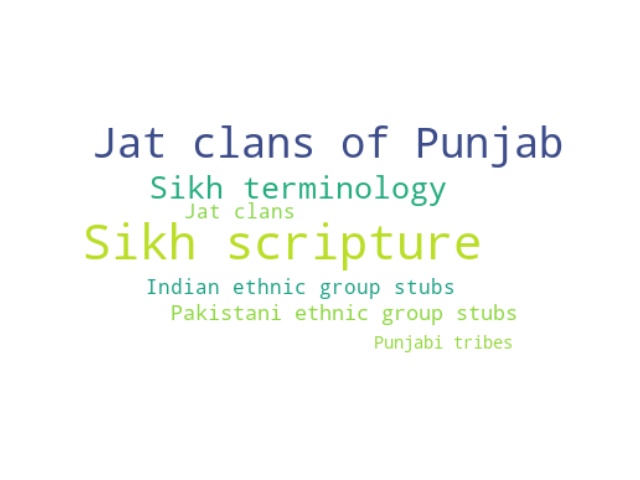 Jat clans of Punjab
Sikh terminology
Jat clans
Sikh scripture
Indian ethnic group stubs
Pakistani ethnic group stubs
Punjabi tribes